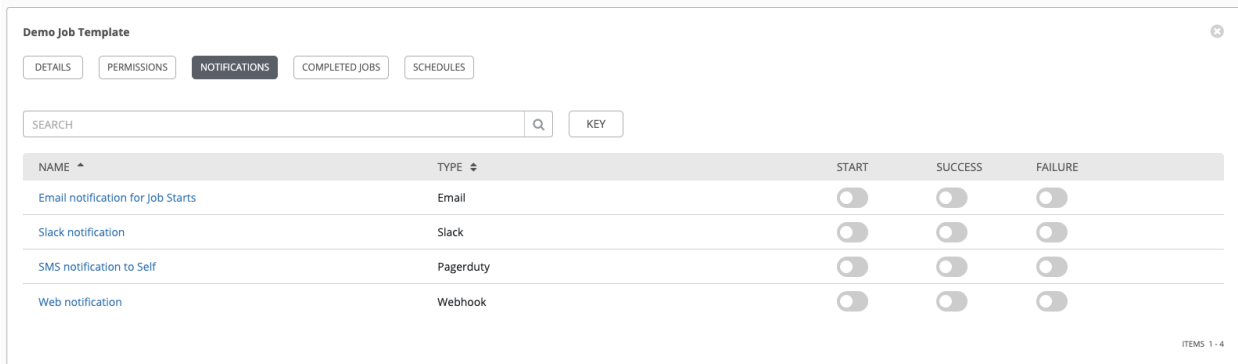 Demo Job Template
DETAILS PERMISSIONS NOTIFICATIONS COMPLETED JOBS SCHEDULES
SEARCH KEY
NAME TYPE START SUCCESS FAILURE
Email notification for Job Starts Email
Slack notification Slack
SMS notification to Self Pagerduty
Web notification Webhook
ITEMS 1 - 4